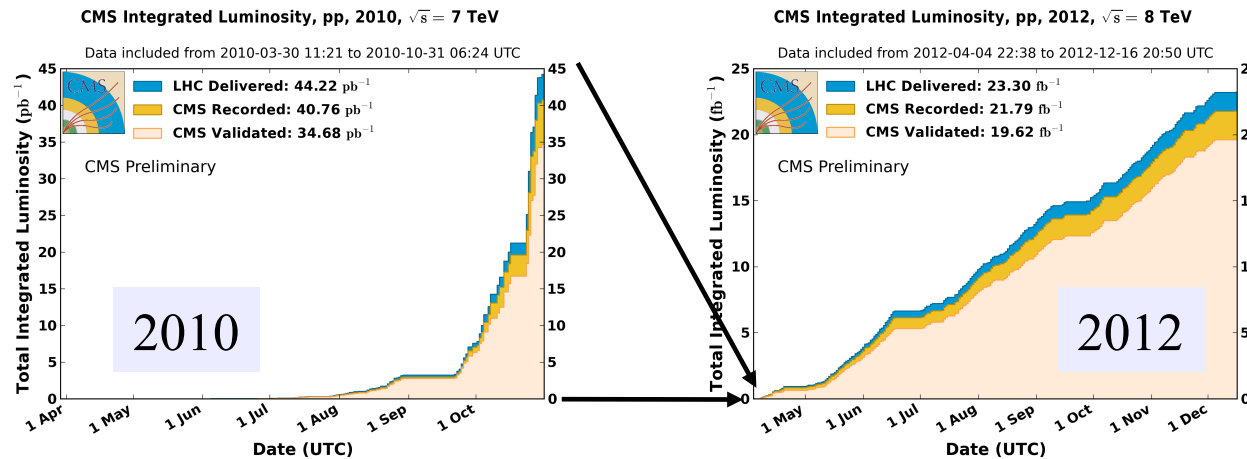 CMS Integrated Luminosity, pp, 2010, √s = 7 TeV
Data included from 2010-03-30 11:21 to 2010-10-31 06:24 UTC
CMS
LHC Delivered: 44.22 pb⁻¹
CMS Recorded: 40.76 pb⁻¹
CMS Validated: 34.68 pb⁻¹
CMS Preliminary
2010
Total Integrated Luminosity (pb⁻¹)
45
40
35
30
25
20
15
10
5
0
45
40
35
30
25
20
15
10
5
0
1 Apr
1 May
1 Jun
1 Jul
1 Aug
1 Sep
1 Oct
Date (UTC)
CMS Integrated Luminosity, pp, 2012, √s = 8 TeV
Data included from 2012-04-04 22:38 to 2012-12-16 20:50 UTC
CMS
LHC Delivered: 23.30 fb⁻¹
CMS Recorded: 21.79 fb⁻¹
CMS Validated: 19.62 fb⁻¹
CMS Preliminary
2012
Total Integrated Luminosity (fb⁻¹)
25
20
15
10
5
0
2
2
1
1
5
0
1 May
1 Jun
1 Jul
1 Aug
1 Sep
1 Oct
1 Nov
1 Dec
Date (UTC)